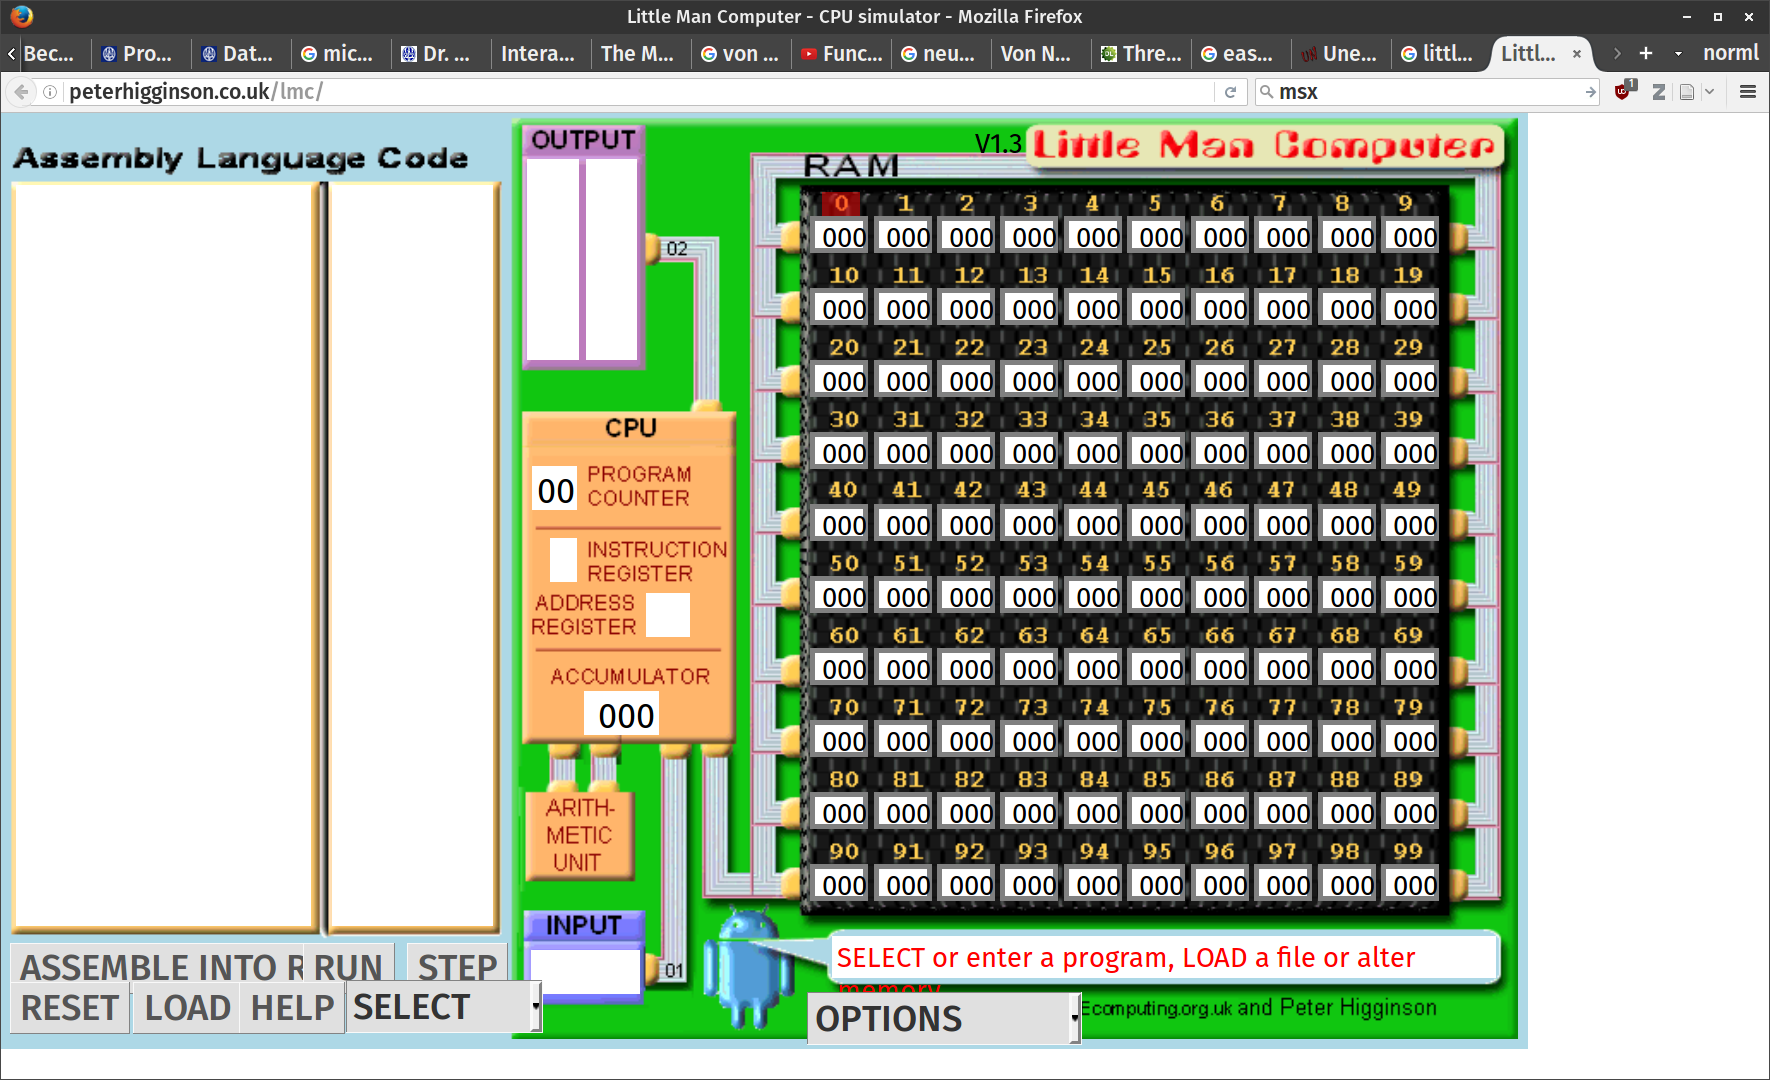 Little Man Computer - CPU simulator - Mozilla Firefox
Bec... Pro... Dat... mic... Dr. ... Intera... The M... von ... Func... neu... Von N... Thre... eas... Une... littl... Littl... × + norml
peterhigginson.co.uk/lmc/ msx 1
Assembly Language Code
OUTPUT
V1.3 Little Man Computer
RAM
0 1 2 3 4 5 6 7 8 9
000 000 000 000 000 000 000 000 000 000
02
10 11 12 13 14 15 16 17 18 19
000 000 000 000 000 000 000 000 000 000
20 21 22 23 24 25 26 27 28 29
000 000 000 000 000 000 000 000 000 000
30 31 32 33 34 35 36 37 38 39
000 000 000 000 000 000 000 000 000 000
40 41 42 43 44 45 46 47 48 49
000 000 000 000 000 000 000 000 000 000
50 51 52 53 54 55 56 57 58 59
000 000 000 000 000 000 000 000 000 000
60 61 62 63 64 65 66 67 68 69
000 000 000 000 000 000 000 000 000 000
70 71 72 73 74 75 76 77 78 79
000 000 000 000 000 000 000 000 000 000
80 81 82 83 84 85 86 87 88 89
000 000 000 000 000 000 000 000 000 000
90 91 92 93 94 95 96 97 98 99
000 000 000 000 000 000 000 000 000 000
CPU
00 PROGRAM
COUNTER
INSTRUCTION
REGISTER
ADDRESS
REGISTER
ACCUMULATOR
000
ARITH-
METIC
UNIT
INPUT
01
SELECT or enter a program, LOAD a file or alter
memory
ASSEMBLE INTO R RUN STEP
RESET LOAD HELP SELECT
OPTIONS
Ecomputing.org.uk and Peter Higginson